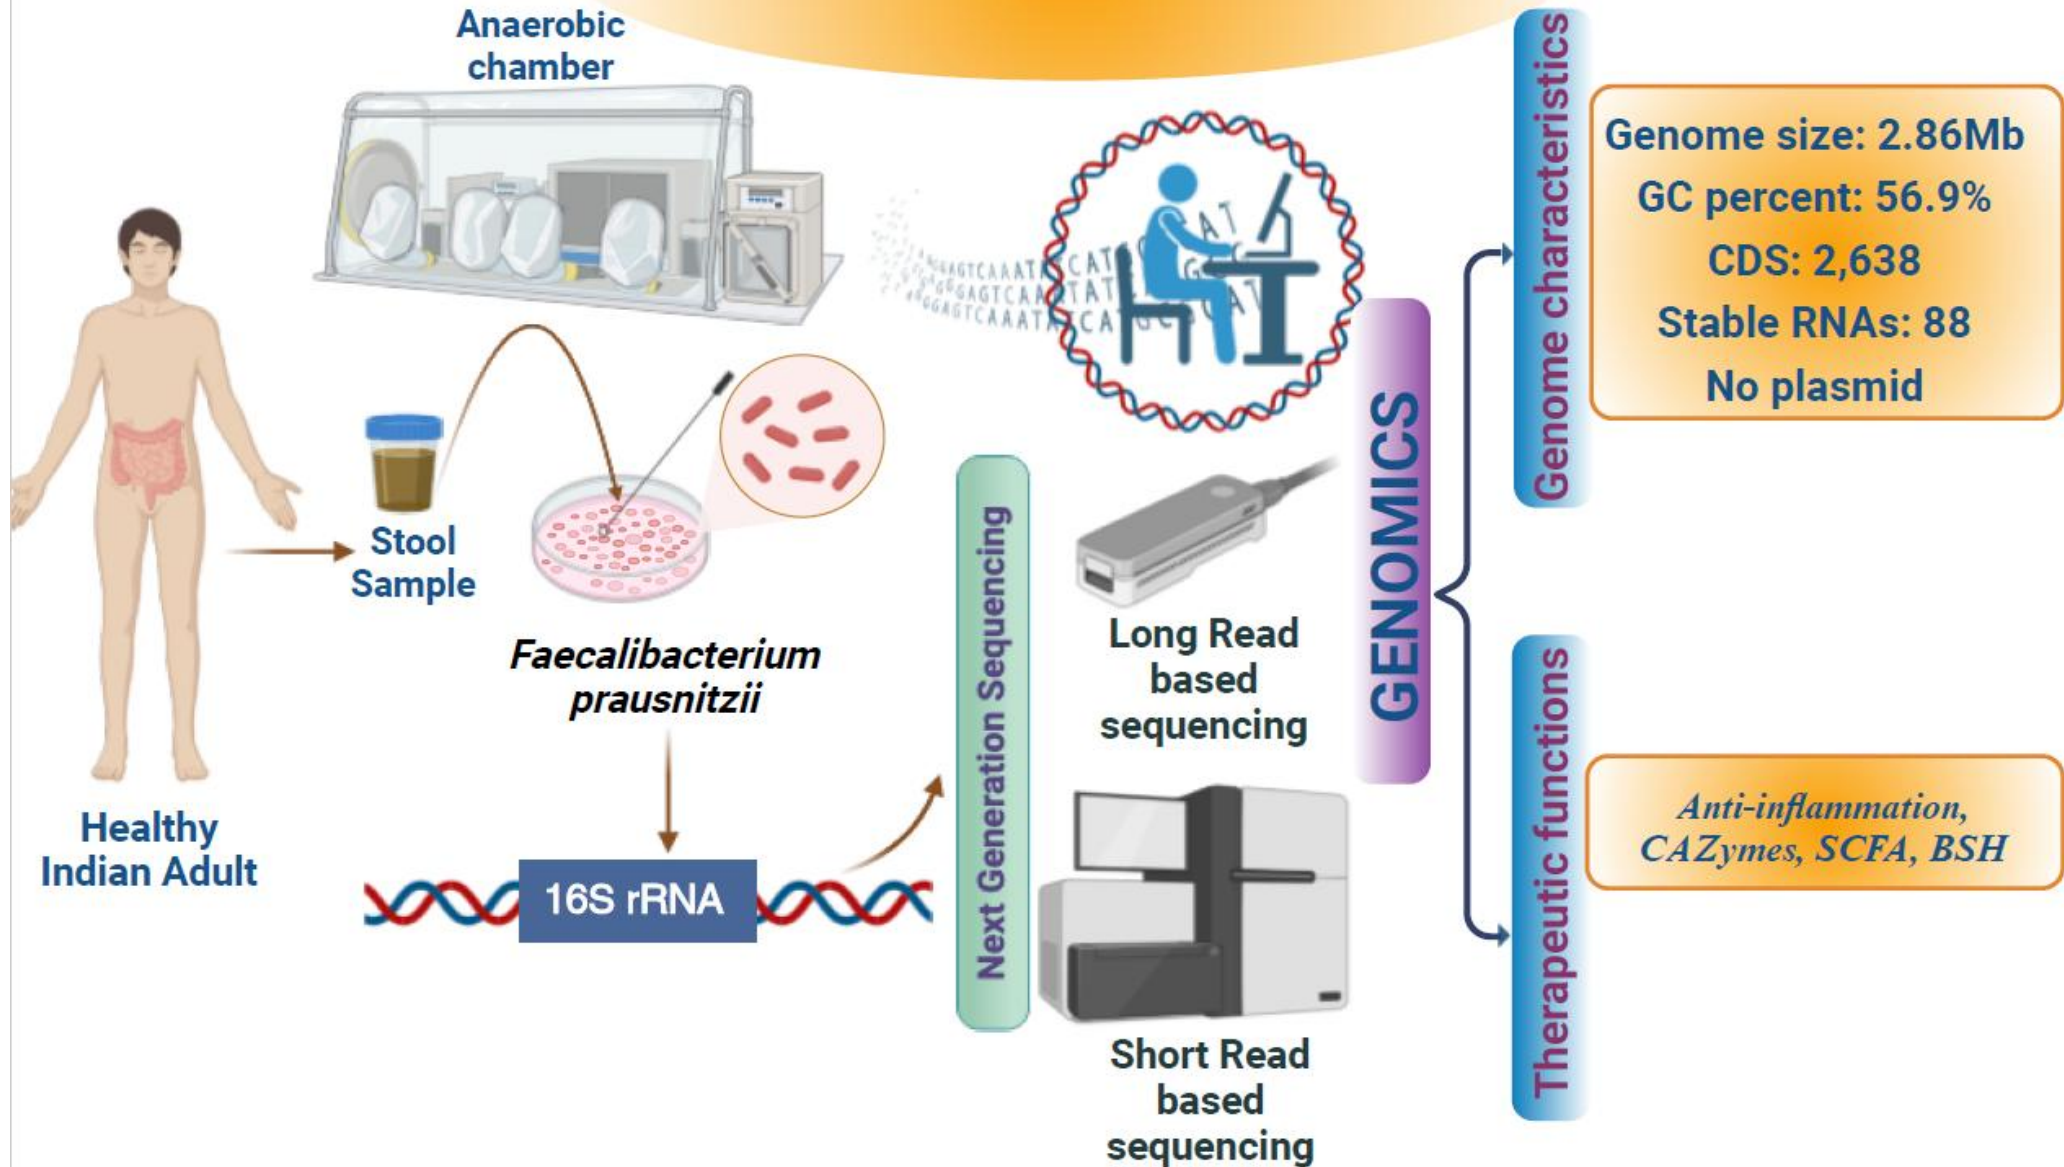 Anaerobic
chamber
Stool
Sample
Healthy
Indian Adult
Faecalibacterium
prausnitzii
16S rRNA
Next Generation Sequencing
Long Read
based
sequencing
Short Read
based
sequencing
GENOMICS
Genome characteristics
Genome size: 2.86Mb
GC percent: 56.9%
CDS: 2,638
Stable RNAs: 88
No plasmid
Therapeutic functions
Anti-inflammation,
CAZymes, SCFA, BSH